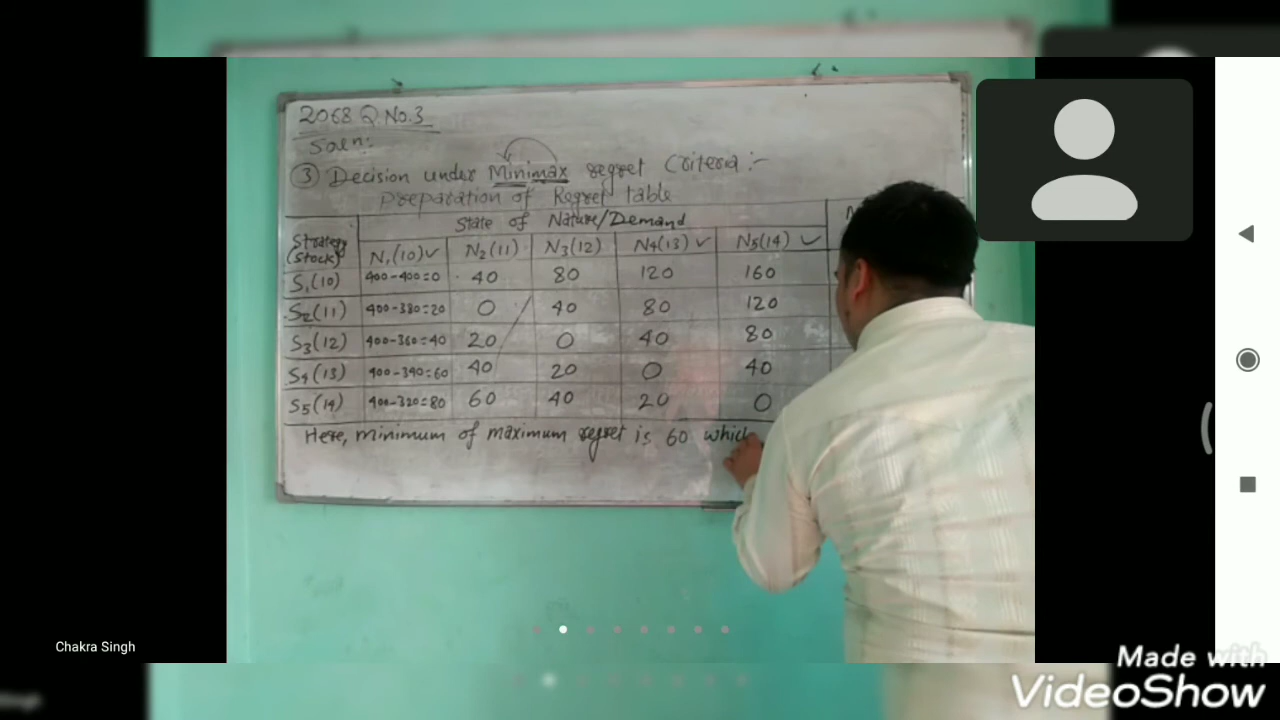 2068 Q.No.3
Soln:
③ Decision under Minimax regret Criteria :-
Preparation of Regret table
Strategy (Stock) State of Nature/Demand
N₁(10)✓ N₂(11) N₃(12) N₄(13) ✓ N₅(14) ✓
S₁(10) 400-400=0 40 80 120 160
S₂(11) 400-380=20 0 40 80 120
S₃(12) 400-360=40 20 0 40 80
S₄(13) 400-340=60 40 20 0 40
S₅(14) 400-320=80 60 40 20 0
Here, minimum of maximum regret is 60 which
Chakra Singh
Made with
VideoShow